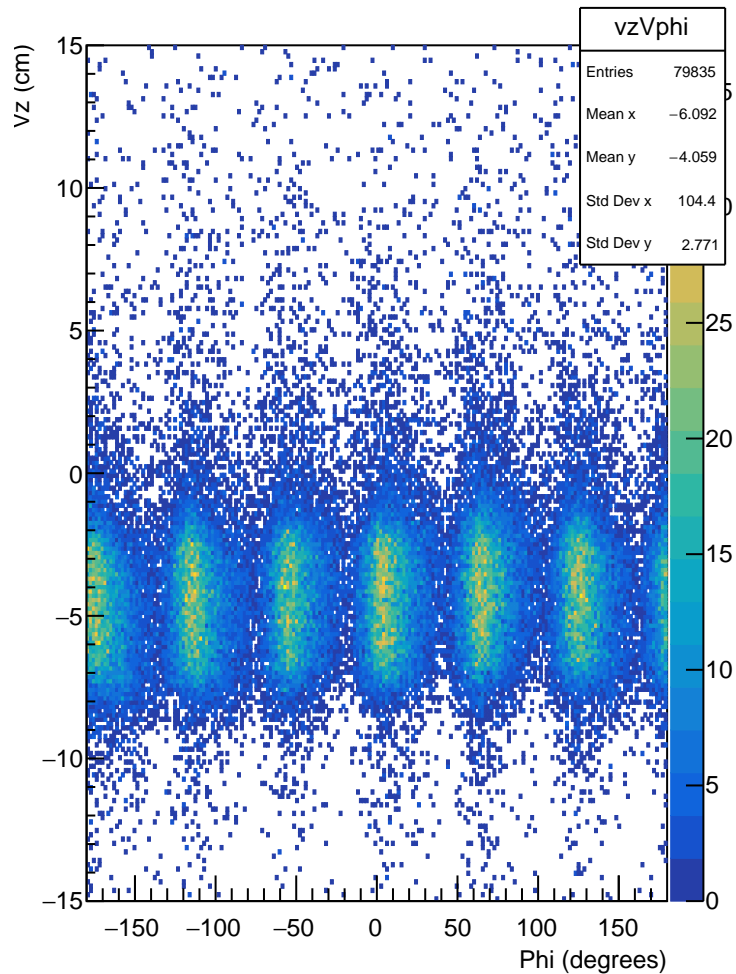 vzVphi
Entries 79835
Mean x −6.092
Mean y −4.059
Std Dev x 104.4
Std Dev y 2.771
vz (cm)
15
10
5
0
−5
−10
−15
−150 −100 −50 0 50 100 150
Phi (degrees)
5
0
25
20
15
10
5
0